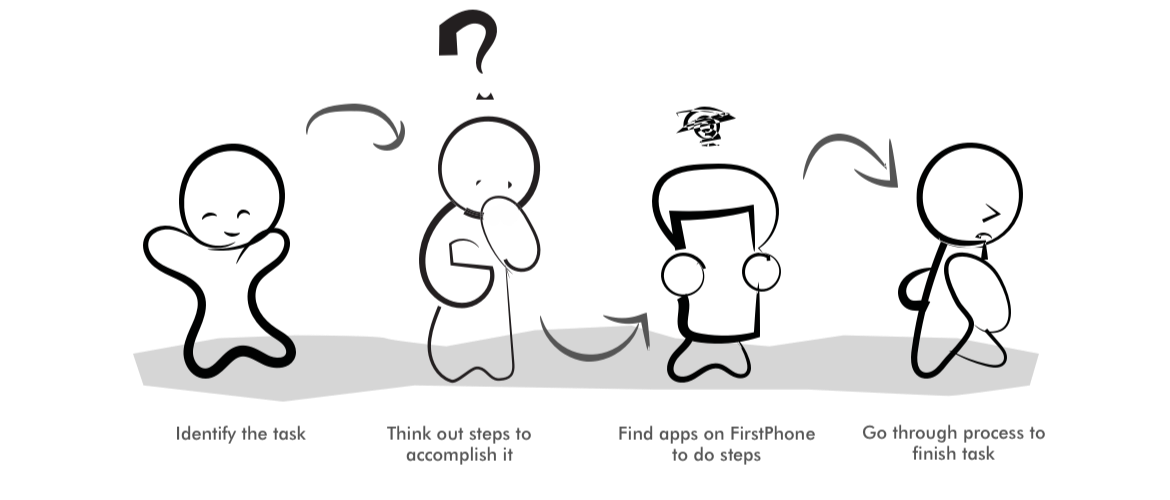 ?
Identify the task
Think out steps to
accomplish it
Find apps on FirstPhone
to do steps
Go through process to
finish task